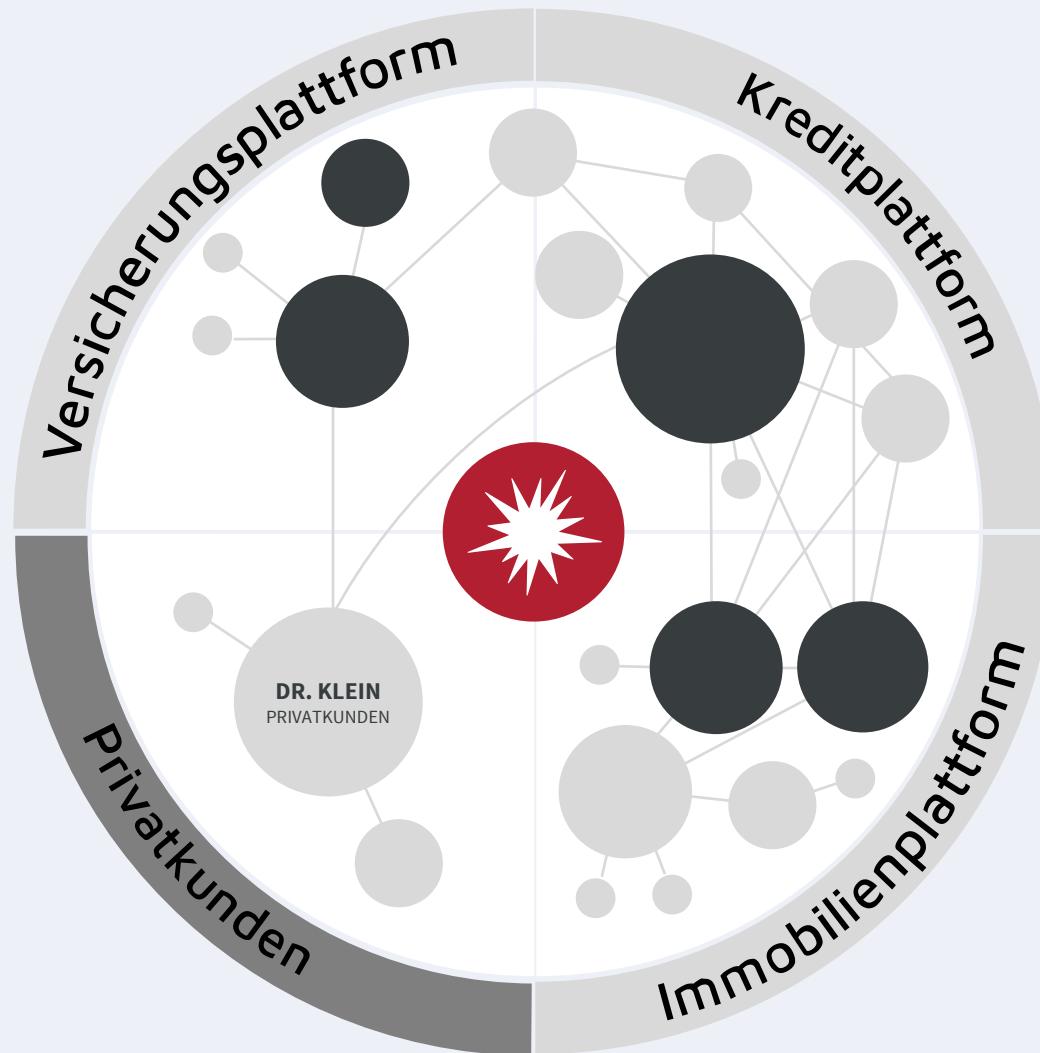 Versicherungsplattform
Kreditplattform
DR. KLEIN
PRIVATKUNDEN
Privatkunden
Immobilienplattform